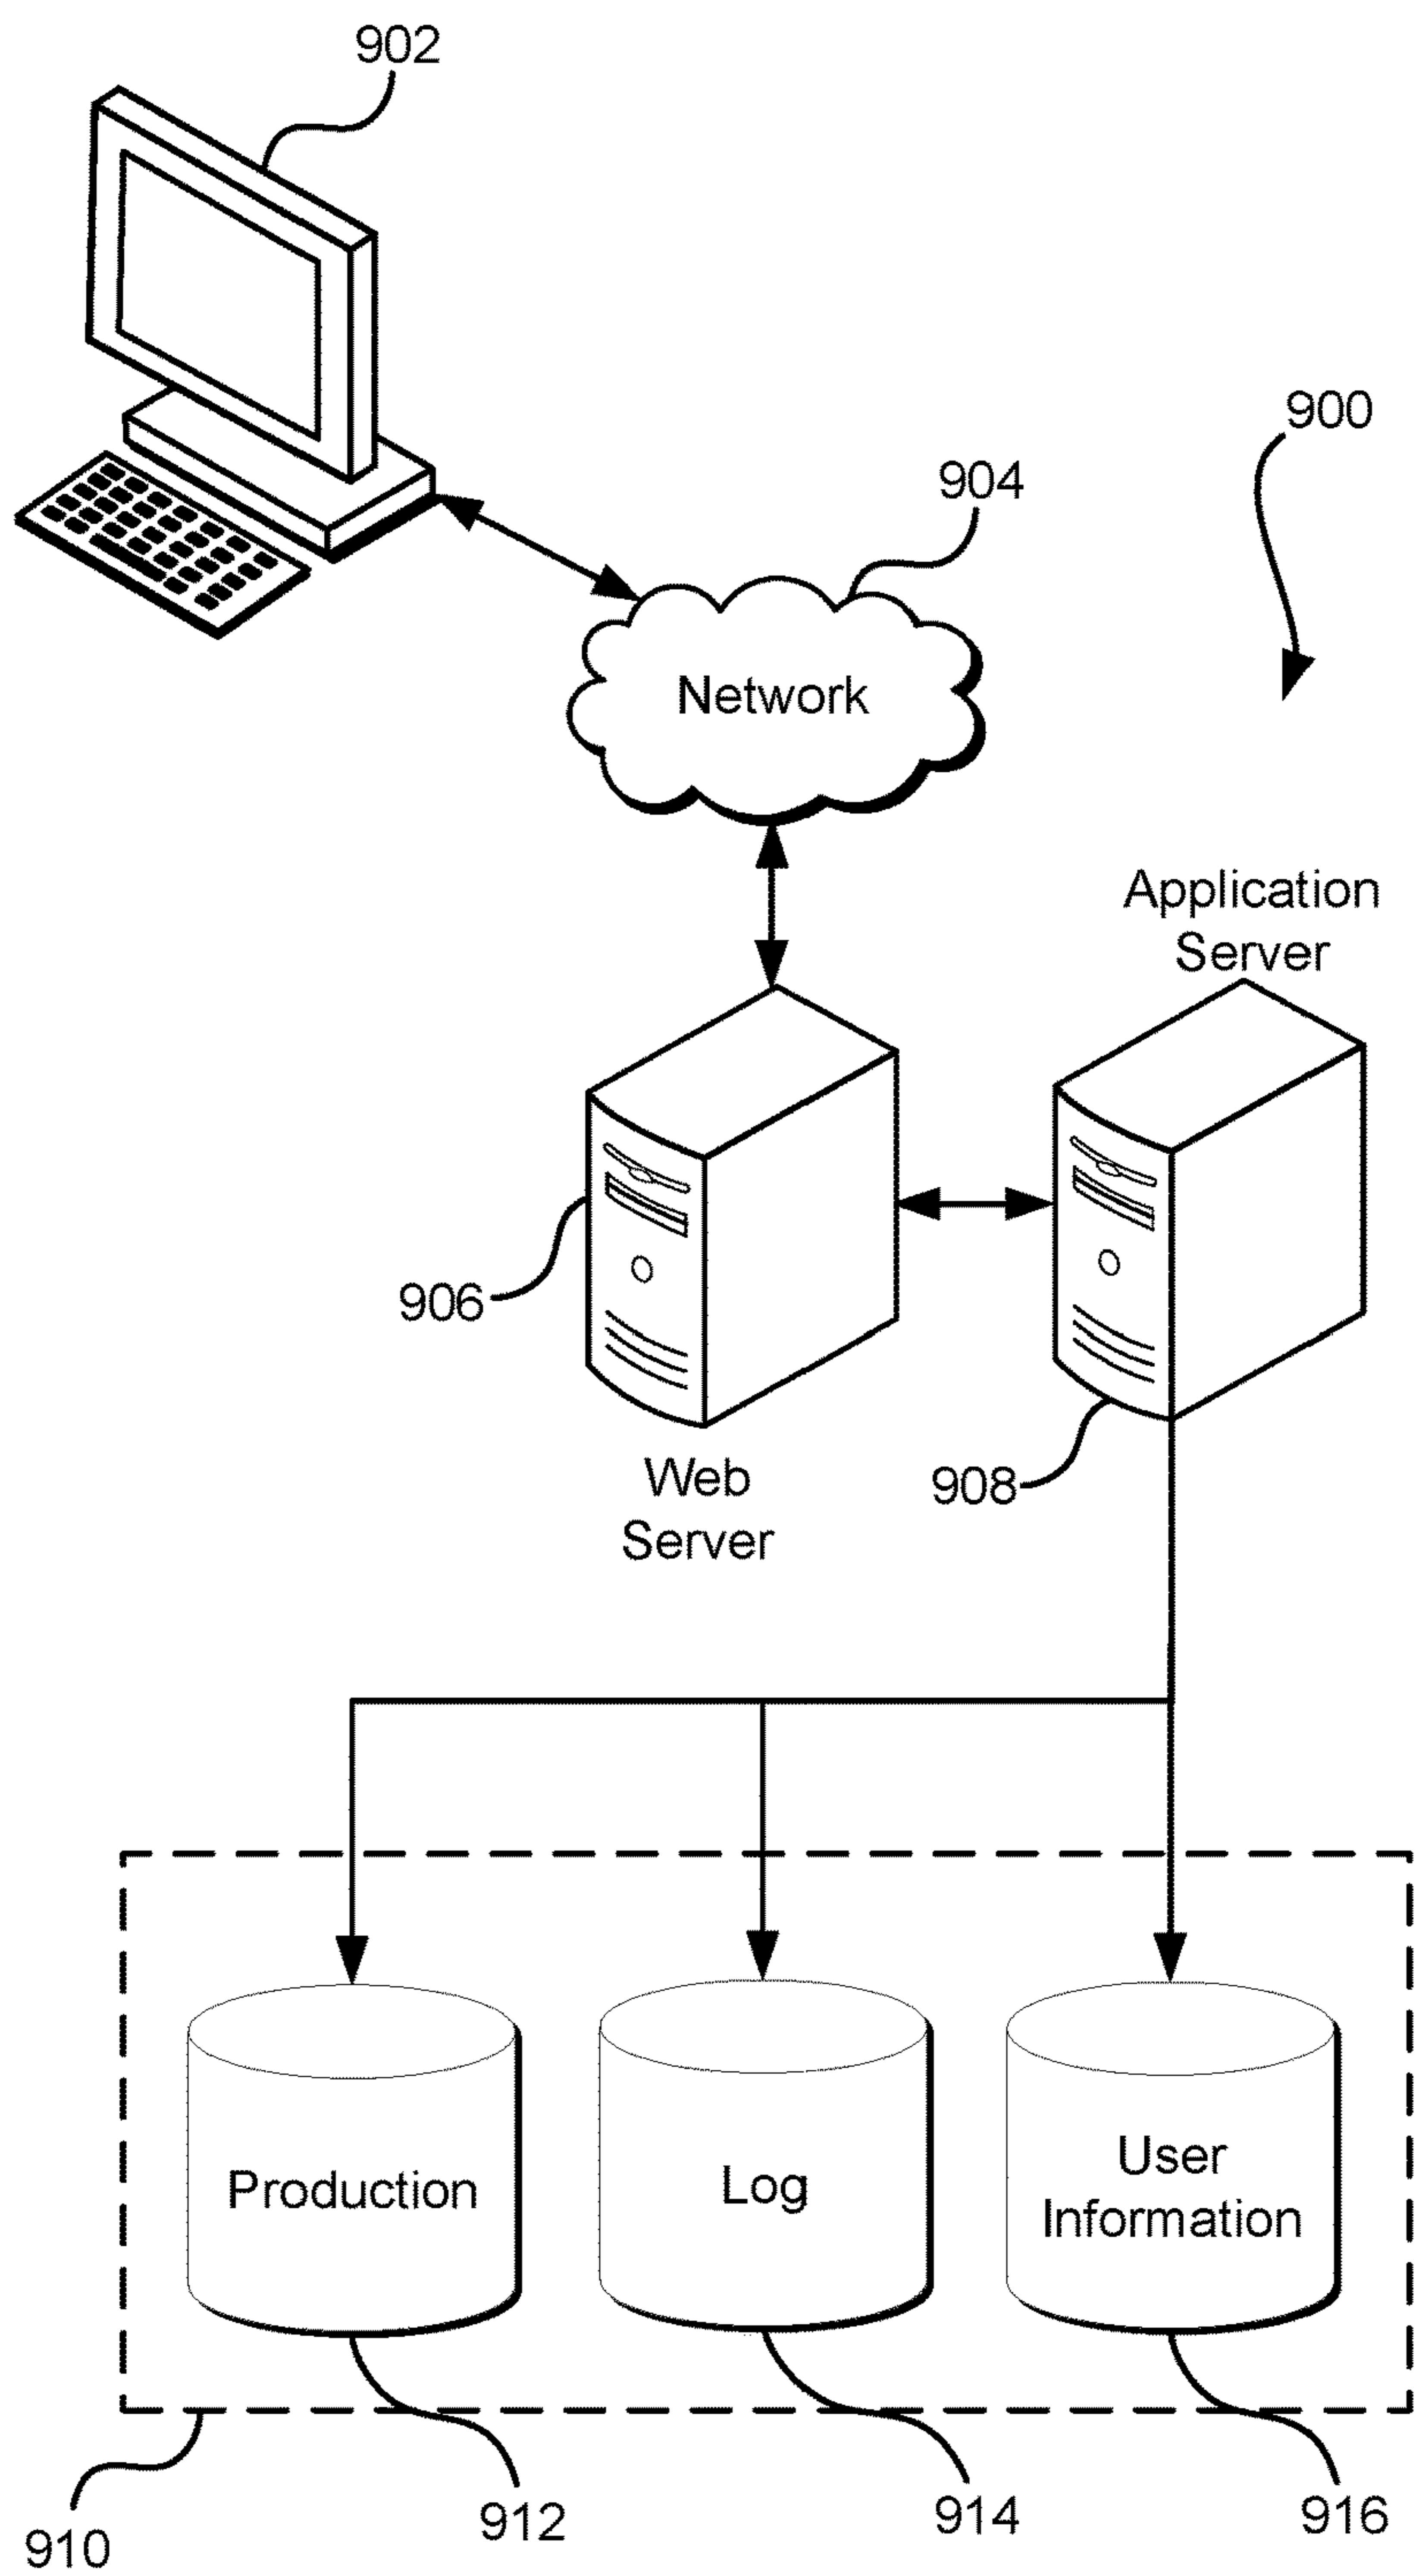 902
900
904
Network
Application
Server
906
908
Web
Server
Production
Log
User
Information
910
912
914
916